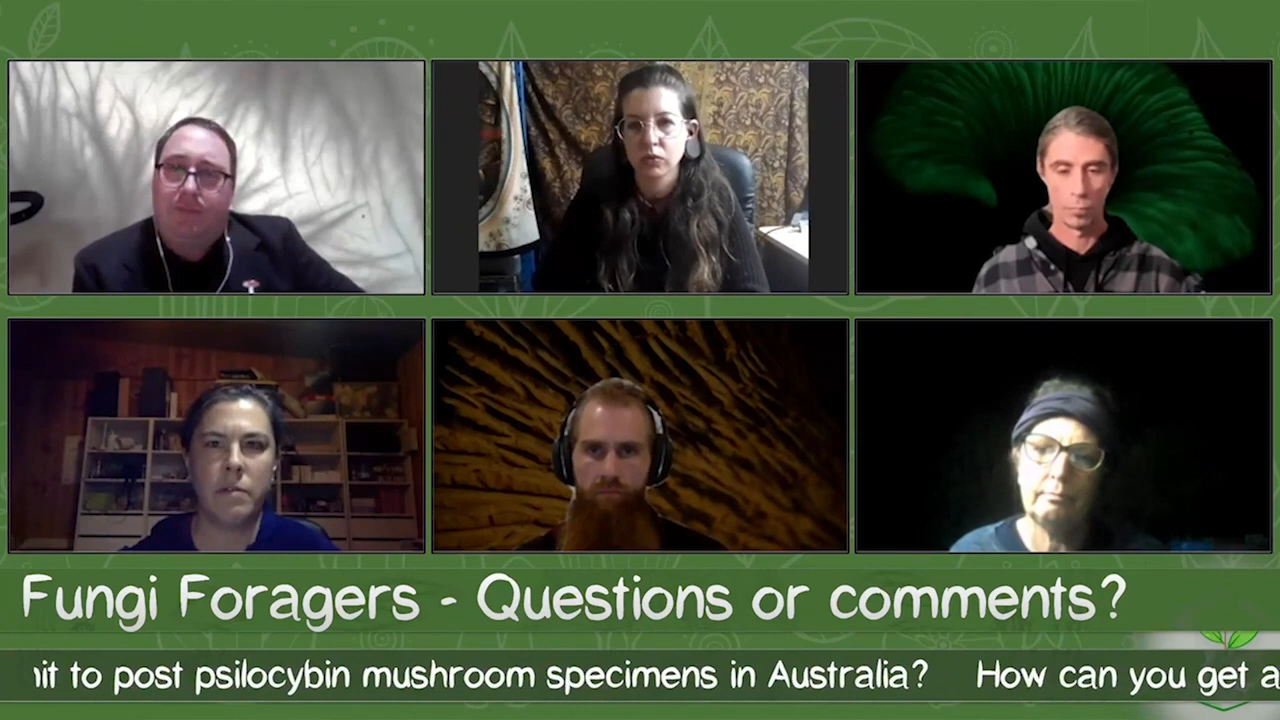 Fungi Foragers - Questions or comments?
to post psilocybin mushroom specimens in Australia? How can you get a